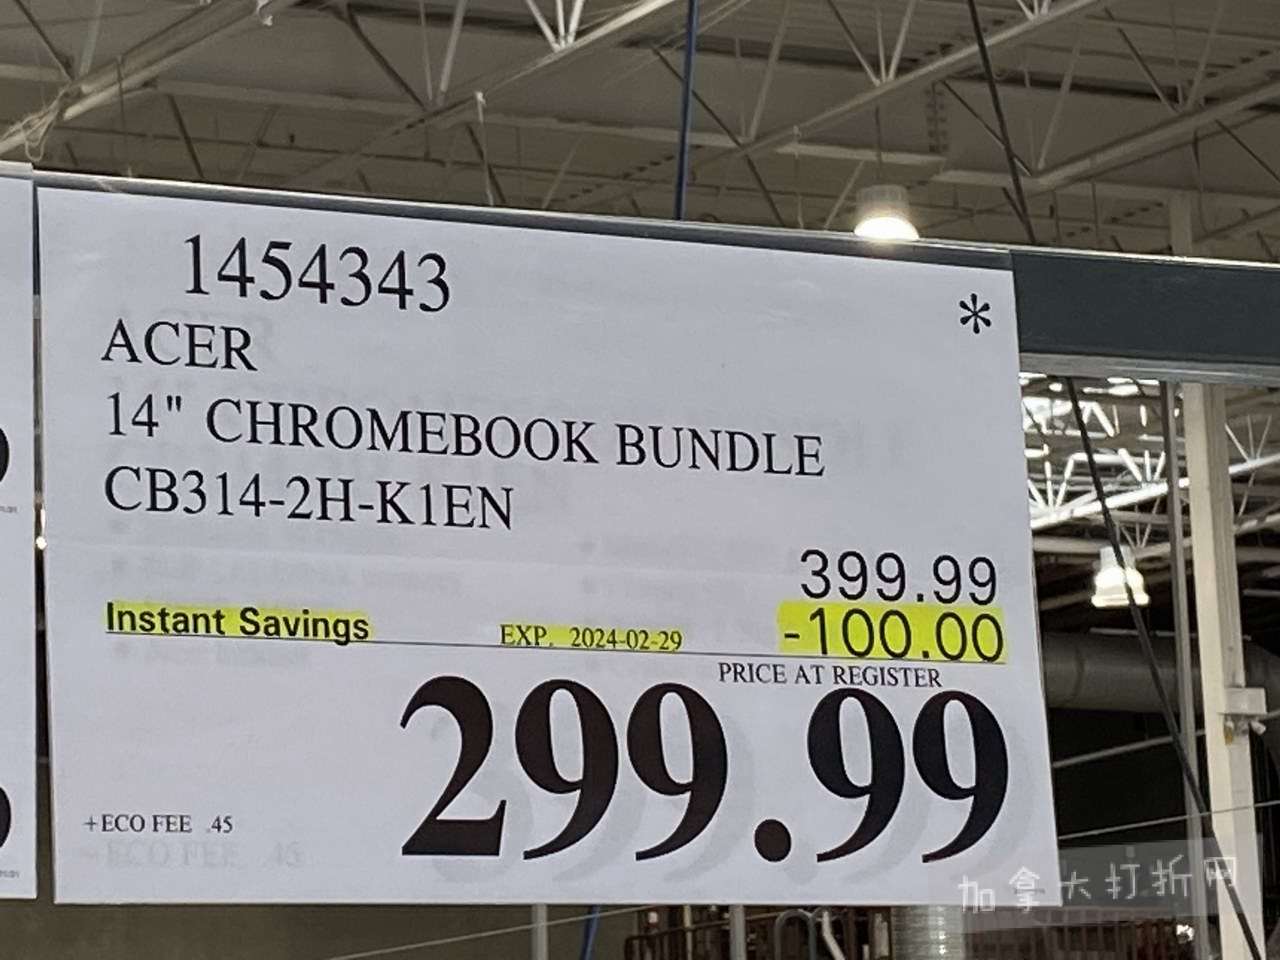 1454343
*
ACER
14" CHROMEBOOK BUNDLE
CB314-2H-K1EN
399.99
Instant Savings EXP. 2024-02-29 -100.00
PRICE AT REGISTER
299.99
+ECO FEE .45
加拿大打折网